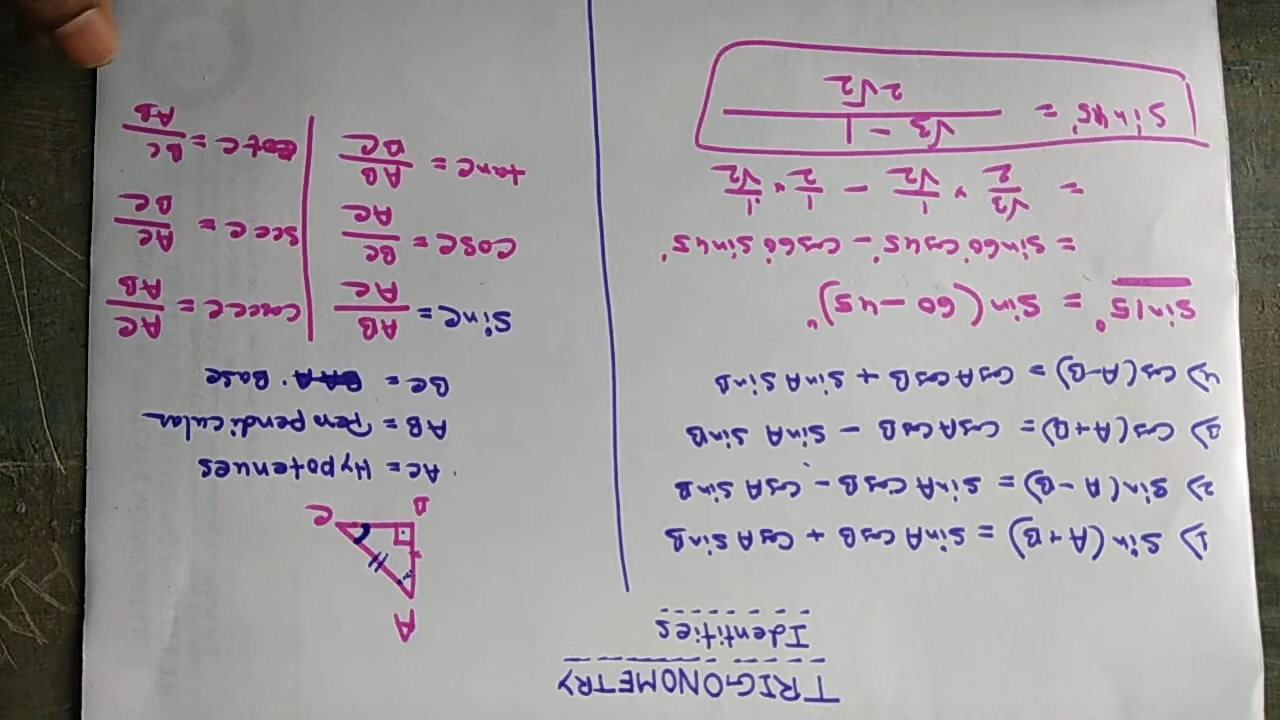 TRIGONOMETRY
Identities
1) Sin(A+B) = sinA cosB + cosA sinB
2) Sin(A-B) = sinA cosB - cosA sinB
3) cos(A+B) = cosA cosB - sinA sinB
4) cos(A-B) = cosA cosB + sinA sinB
sin15° = sin(60-45)°
= sin60° cos45° - cos60° sin45°
= √3/2 × 1/√2 - 1/2 × 1/√2
sin15° = √3 - 1 / 2√2
A
B C
AC = Hypotenues
AB = Perpendicular
BC = Base
sinC = AB/AC cosecC = AC/AB
cosC = BC/AC secC = AC/BC
tanC = AB/BC cotC = BC/AB